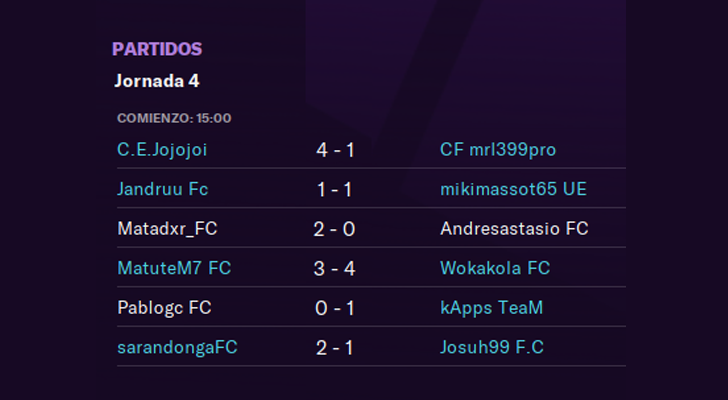 PARTIDOS
Jornada 4
COMIENZO: 15:00
C.E.Jojojoi 4 - 1 CF mrl399pro
Jandruu Fc 1 - 1 mikimassot65 UE
Matadxr_FC 2 - 0 Andresastasio FC
MatuteM7 FC 3 - 4 Wokakola FC
Pablogc FC 0 - 1 kApps TeaM
sarandongaFC 2 - 1 Josuh99 F.C